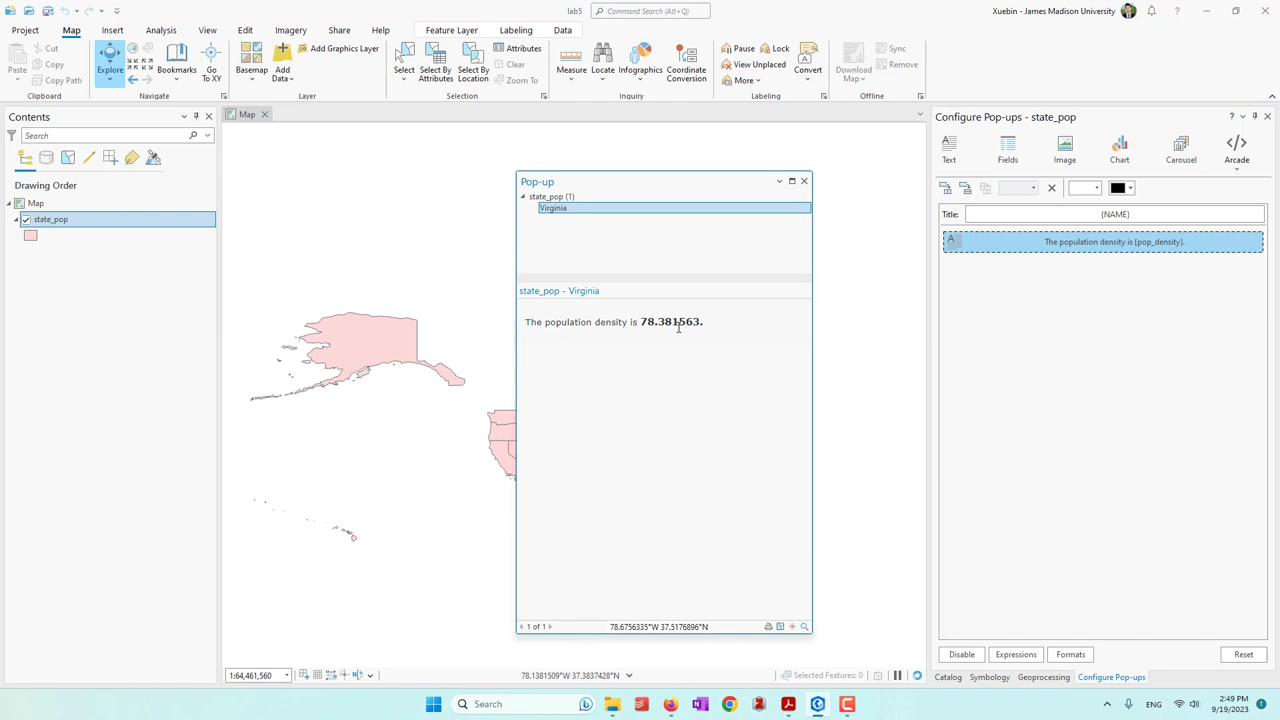 lab5
Command Search (Alt+Q)
Xuebin - James Madison University
Project Map Insert Analysis View Edit Imagery Share Help Feature Layer Labeling Data
Paste
Cut
Copy
Copy Path
Clipboard
Explore
Bookmarks
Go To XY
Navigate
Basemap
Add Data
Add Graphics Layer
Layer
Select
Select By Attributes
Select By Location
Attributes
Clear
Zoom To
Selection
Measure
Locate
Infographics
Coordinate Conversion
Inquiry
Pause Lock
View Unplaced
More
Labeling
Convert
Download Map
Sync
Remove
Offline
Contents
Search
Drawing Order
Map
state_pop
Map
Pop-up
state_pop (1)
Virginia
state_pop - Virginia
The population density is 78.381563.
1 of 1
78.6756335°W 37.5176896°N
1:64,461,560
78.1381509°W 37.3837428°N
Selected Features: 0
Configure Pop-ups - state_pop
Text Fields Image Chart Carousel Arcade
Title: {NAME}
A
The population density is {pop_density}.
Disable Expressions Formats Reset
Catalog Symbology Geoprocessing Configure Pop-ups
Search
ENG
2:49 PM
9/19/2023